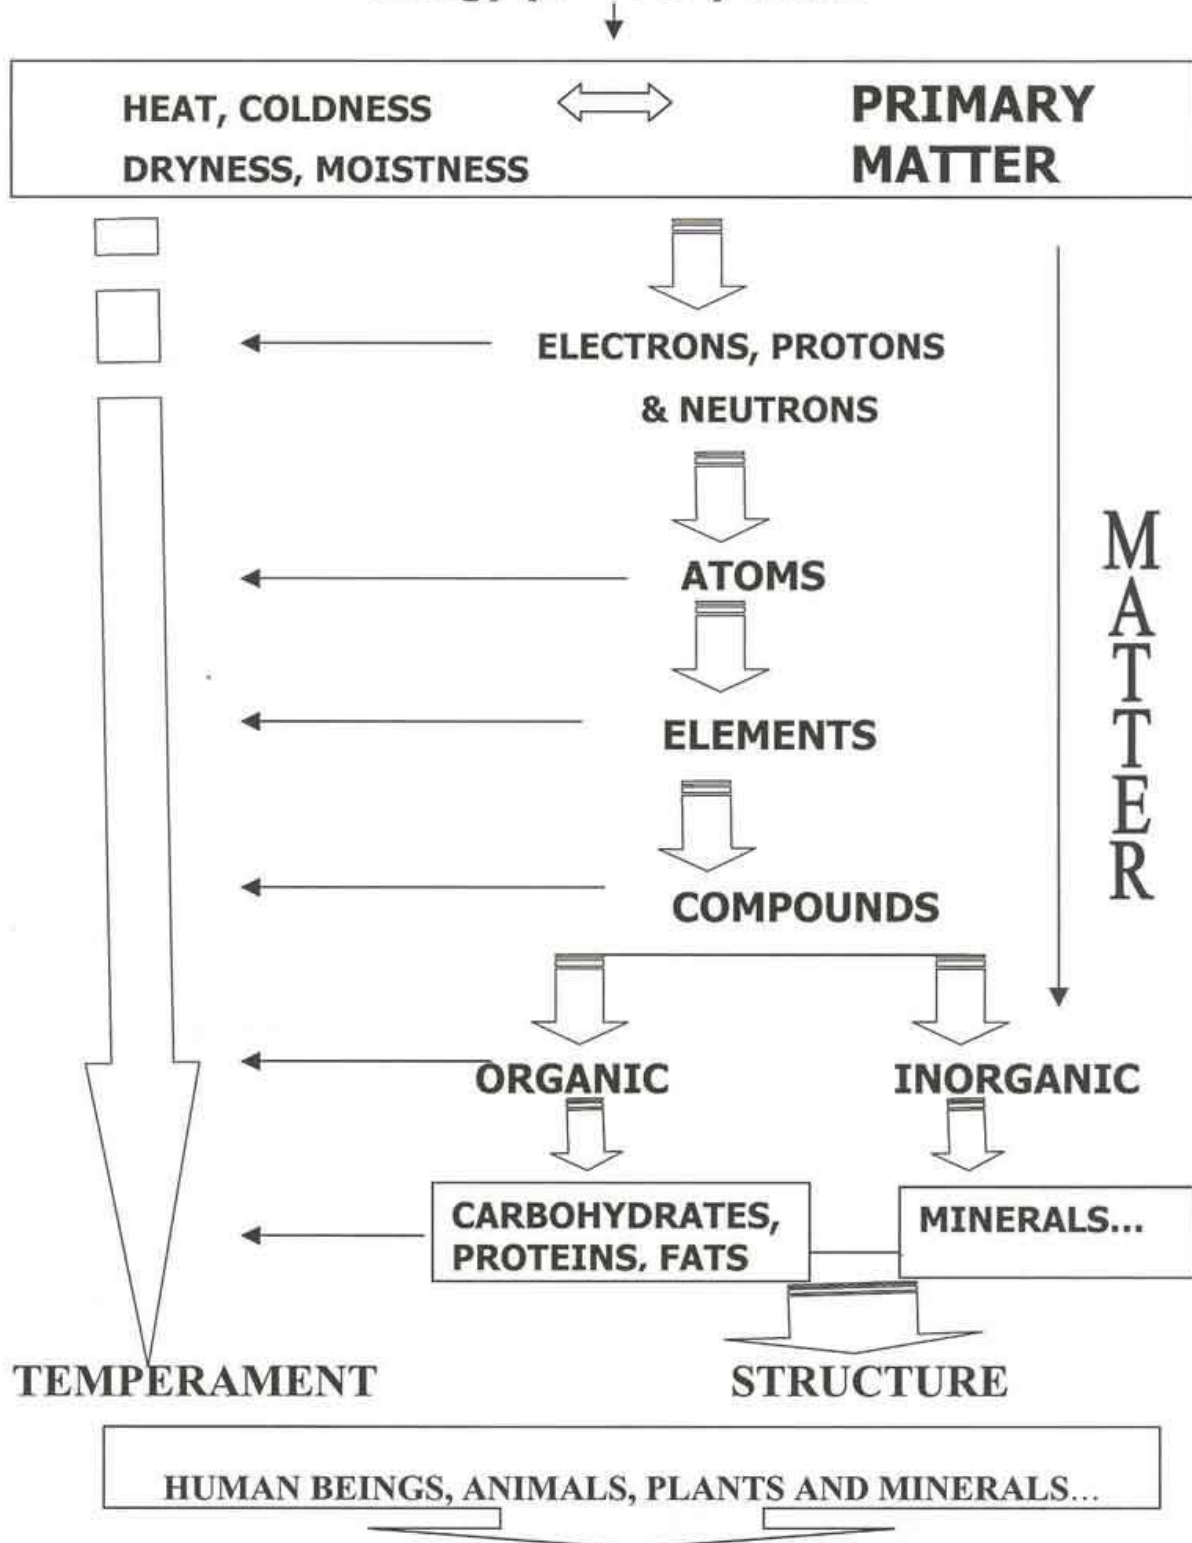 HEAT, COLDNESS
DRYNESS, MOISTNESS
PRIMARY
MATTER
ELECTRONS, PROTONS
& NEUTRONS
ATOMS
ELEMENTS
COMPOUNDS
MATTER
ORGANIC
INORGANIC
CARBOHYDRATES,
PROTEINS, FATS
MINERALS...
TEMPERAMENT
STRUCTURE
HUMAN BEINGS, ANIMALS, PLANTS AND MINERALS...